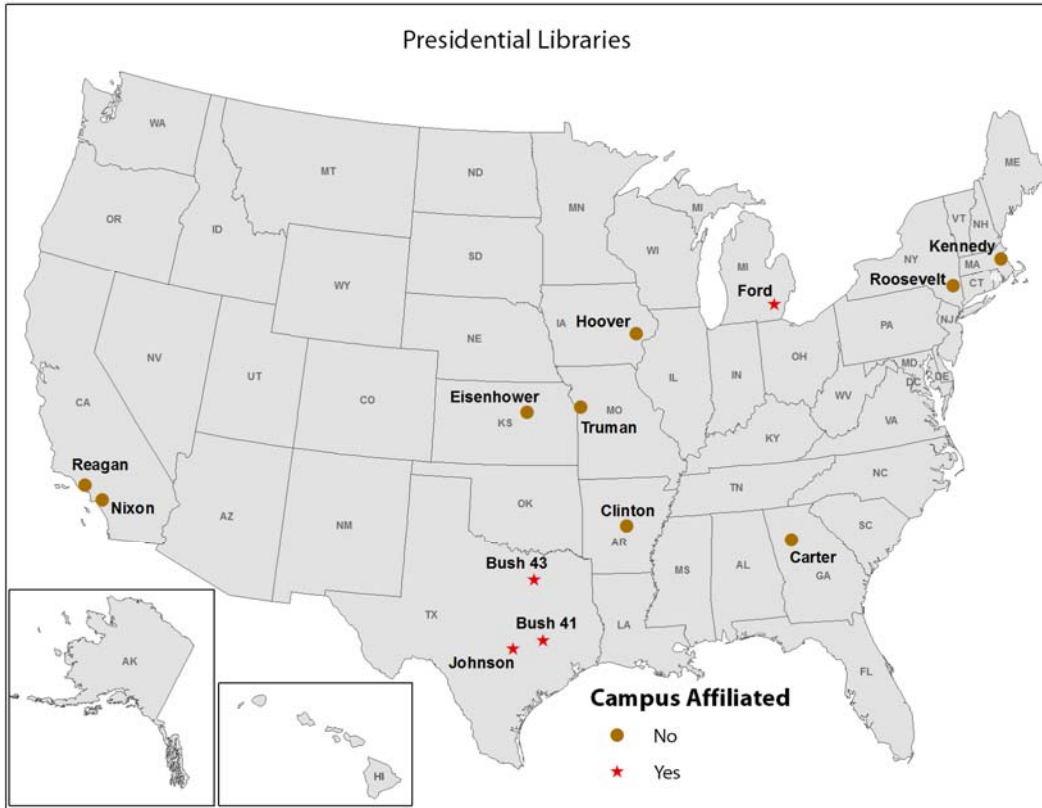 Presidential Libraries
WA
MT
ND
MN
ME
OR
ID
SD
WI
MI
MI
VT
NH
NY
MA
CT
Kennedy
Roosevelt
WY
Ford
Hoover
IA
NE
PA
NJ
NV
UT
CO
IL
IN
OH
MD
DE
DC
WV
VA
CA
Eisenhower
KS
MO
Truman
KY
Reagan
Nixon
AZ
NM
OK
Clinton
AR
TN
NC
SC
Carter
GA
MS
AL
Bush 43
TX
Bush 41
Johnson
LA
FL
AK
HI
Campus Affiliated
No
Yes